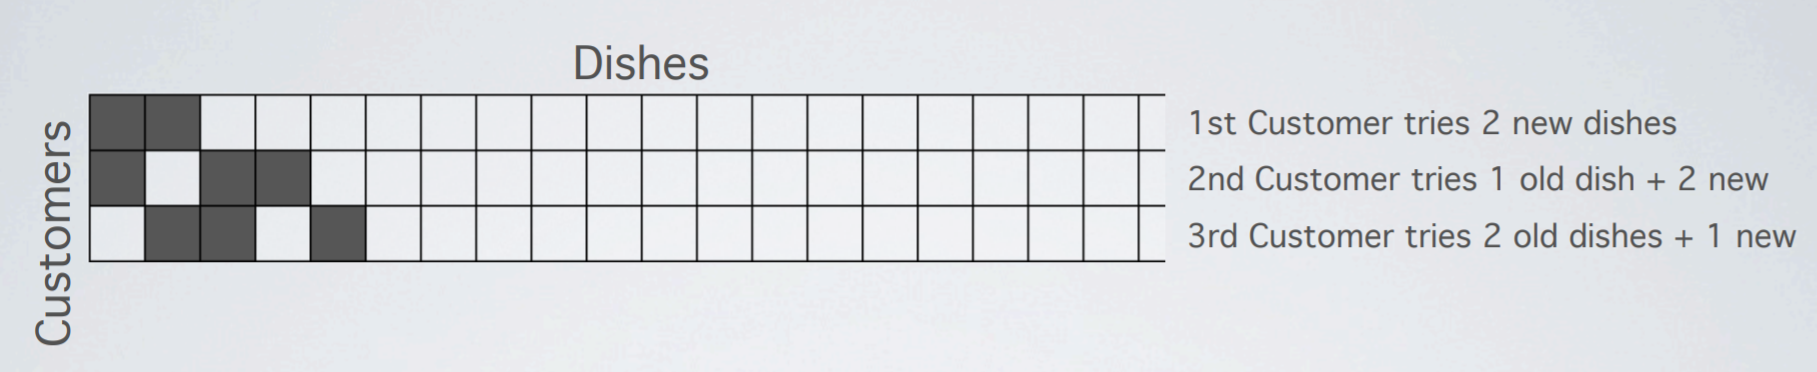 Dishes
Customers
1st Customer tries 2 new dishes
2nd Customer tries 1 old dish + 2 new
3rd Customer tries 2 old dishes + 1 new